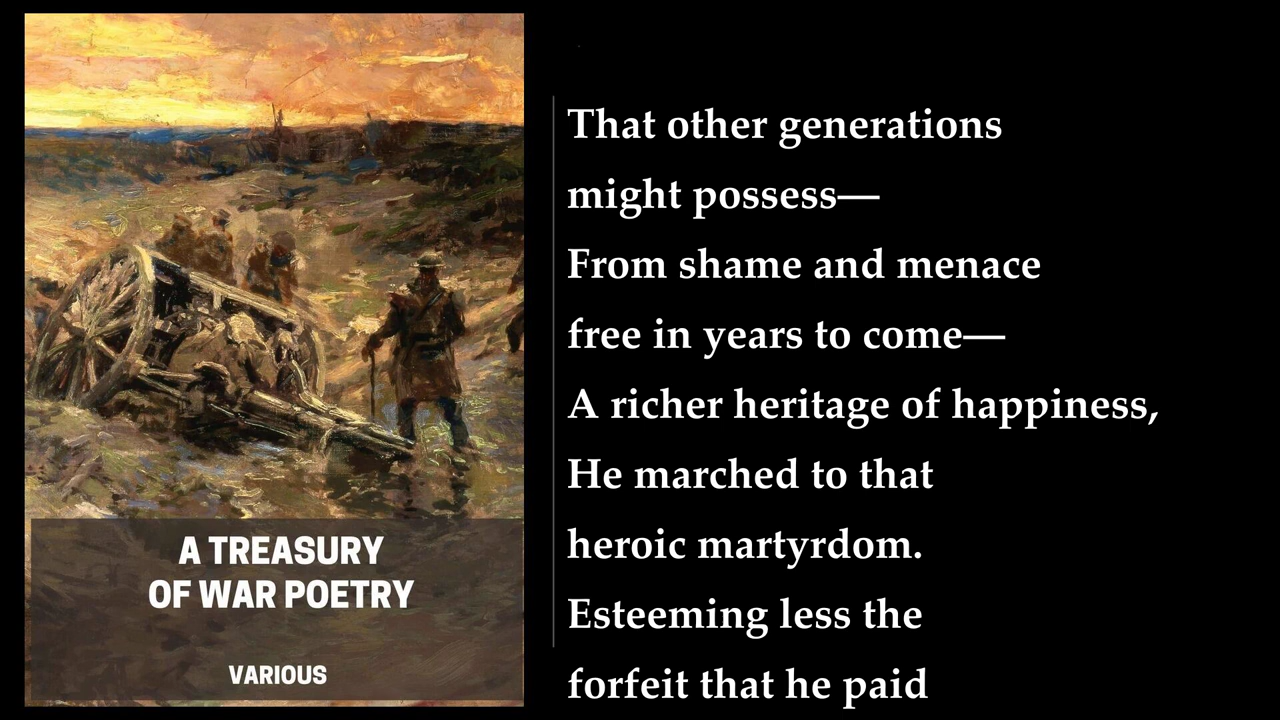 A TREASURY
OF WAR POETRY
VARIOUS
That other generations
might possess—
From shame and menace
free in years to come—
A richer heritage of happiness,
He marched to that
heroic martyrdom.
Esteeming less the
forfeit that he paid